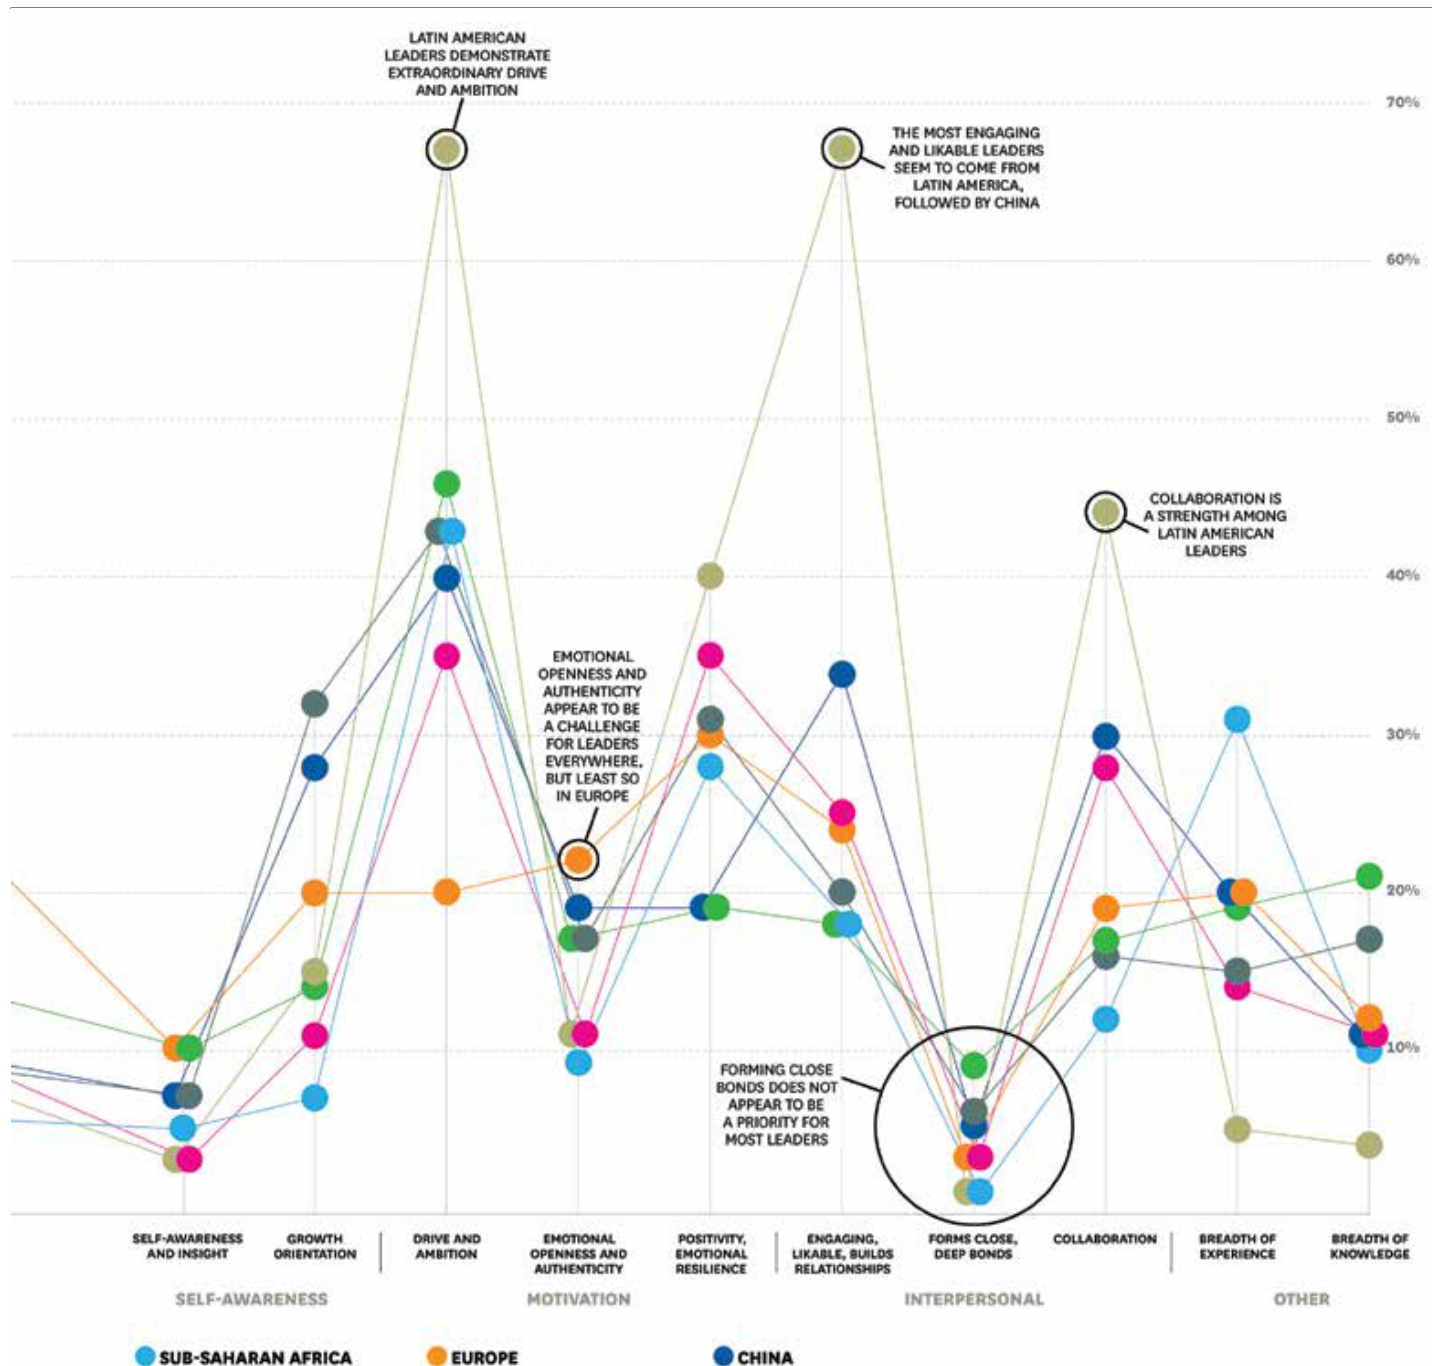 LATIN AMERICAN
LEADERS DEMONSTRATE
EXTRAORDINARY DRIVE
AND AMBITION
70%
THE MOST ENGAGING
AND LIKABLE LEADERS
SEEM TO COME FROM
LATIN AMERICA,
FOLLOWED BY CHINA
60%
50%
COLLABORATION IS
A STRENGTH AMONG
LATIN AMERICAN
LEADERS
40%
EMOTIONAL
OPENNESS AND
AUTHENTICITY
APPEAR TO BE
A CHALLENGE
FOR LEADERS
EVERYWHERE,
BUT LEAST SO
IN EUROPE
30%
20%
10%
FORMING CLOSE
BONDS DOES NOT
APPEAR TO BE
A PRIORITY FOR
MOST LEADERS
SELF-AWARENESS
AND INSIGHT
GROWTH
ORIENTATION
DRIVE AND
AMBITION
EMOTIONAL
OPENNESS AND
AUTHENTICITY
POSITIVITY,
EMOTIONAL
RESILIENCE
ENGAGING,
LIKABLE, BUILDS
RELATIONSHIPS
FORMS CLOSE,
DEEP BONDS
COLLABORATION
BREADTH OF
EXPERIENCE
BREADTH OF
KNOWLEDGE
SELF-AWARENESS
MOTIVATION
INTERPERSONAL
OTHER
SUB-SAHARAN AFRICA
EUROPE
CHINA